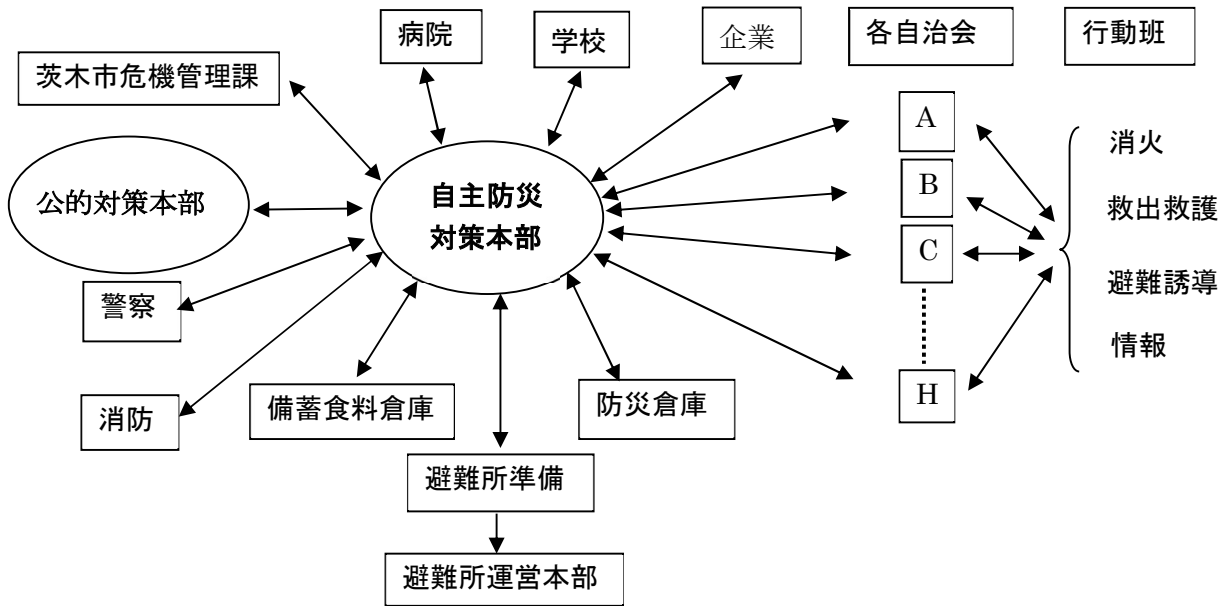 病院
学校
企業
各自治会
行動班
茨木市危機管理課
公的対策本部
自主防災
対策本部
A
B
C
H
消火
救出救護
避難誘導
情報
警察
消防
備蓄食料倉庫
防災倉庫
避難所準備
避難所運営本部